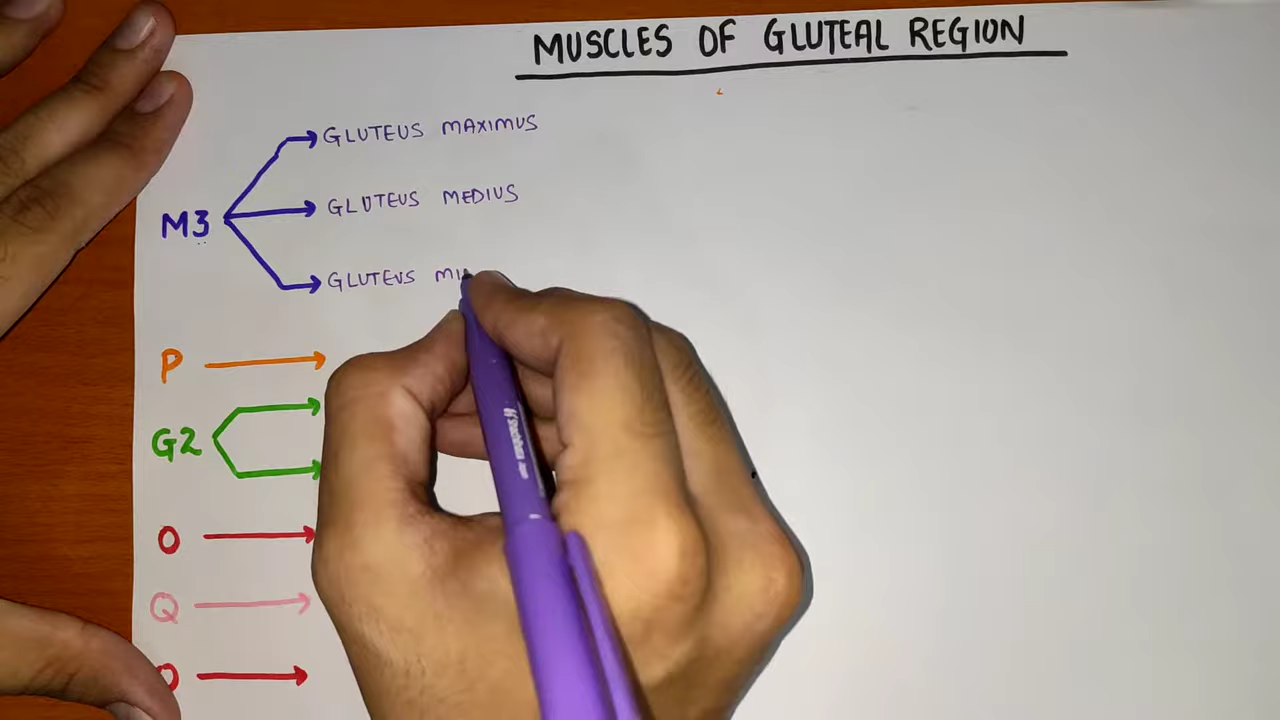 MUSCLES OF GLUTEAL REGION
GLUTEUS MAXIMUS
GLUTEUS MEDIUS
M3
GLUTEUS
P
G2
O
Q
O